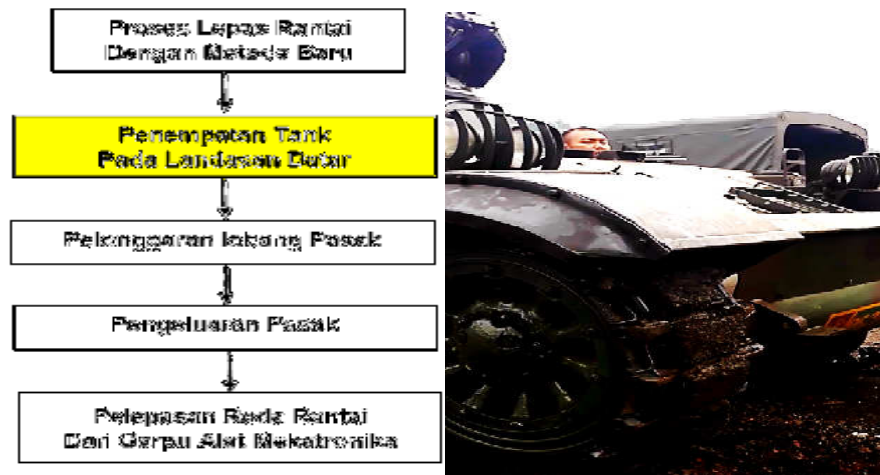 Proses Lepas Rantai
Dengan Metode Baru
Penempatan Tank
Pada Landasan Datar
Pelonggaran lobang Pasak
Pengeluaran Pasak
Pelepasan Roda Rantai
Dari Garpu Alat Mekatronika